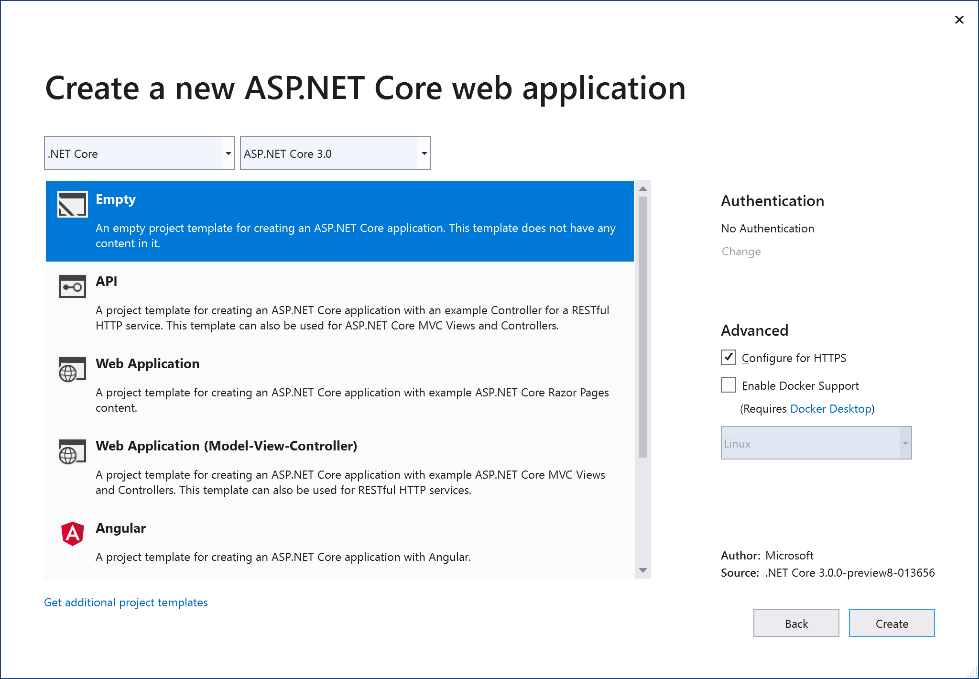 Create a new ASP.NET Core web application
.NET Core
ASP.NET Core 3.0
Empty
An empty project template for creating an ASP.NET Core application. This template does not have any
content in it.
API
A project template for creating an ASP.NET Core application with an example Controller for a RESTful
HTTP service. This template can also be used for ASP.NET Core MVC Views and Controllers.
Web Application
A project template for creating an ASP.NET Core application with example ASP.NET Core Razor Pages
content.
Web Application (Model-View-Controller)
A project template for creating an ASP.NET Core application with example ASP.NET Core MVC Views
and Controllers. This template can also be used for RESTful HTTP services.
Angular
A project template for creating an ASP.NET Core application with Angular.
Get additional project templates
Authentication
No Authentication
Change
Advanced
Configure for HTTPS
Enable Docker Support
(Requires Docker Desktop)
Linux
Author: Microsoft
Source: .NET Core 3.0.0-preview8-013656
Back
Create